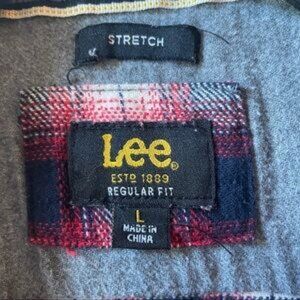 STRETCH
Lee®
ESTD 1889
REGULAR FIT
L
MADE IN
CHINA